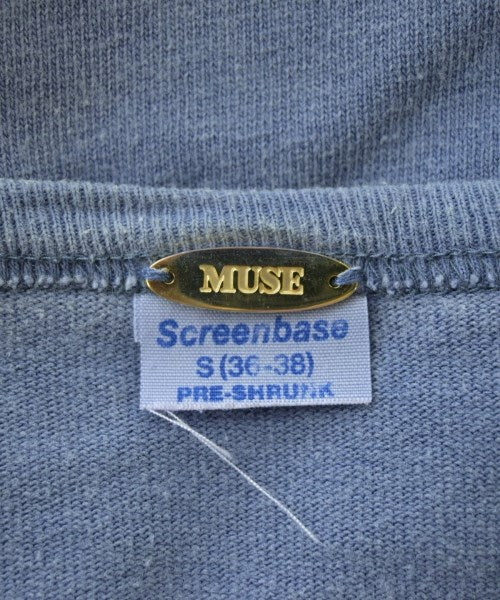 MUSE
Screenbase
S (36-38)
PRE-SHRUNK